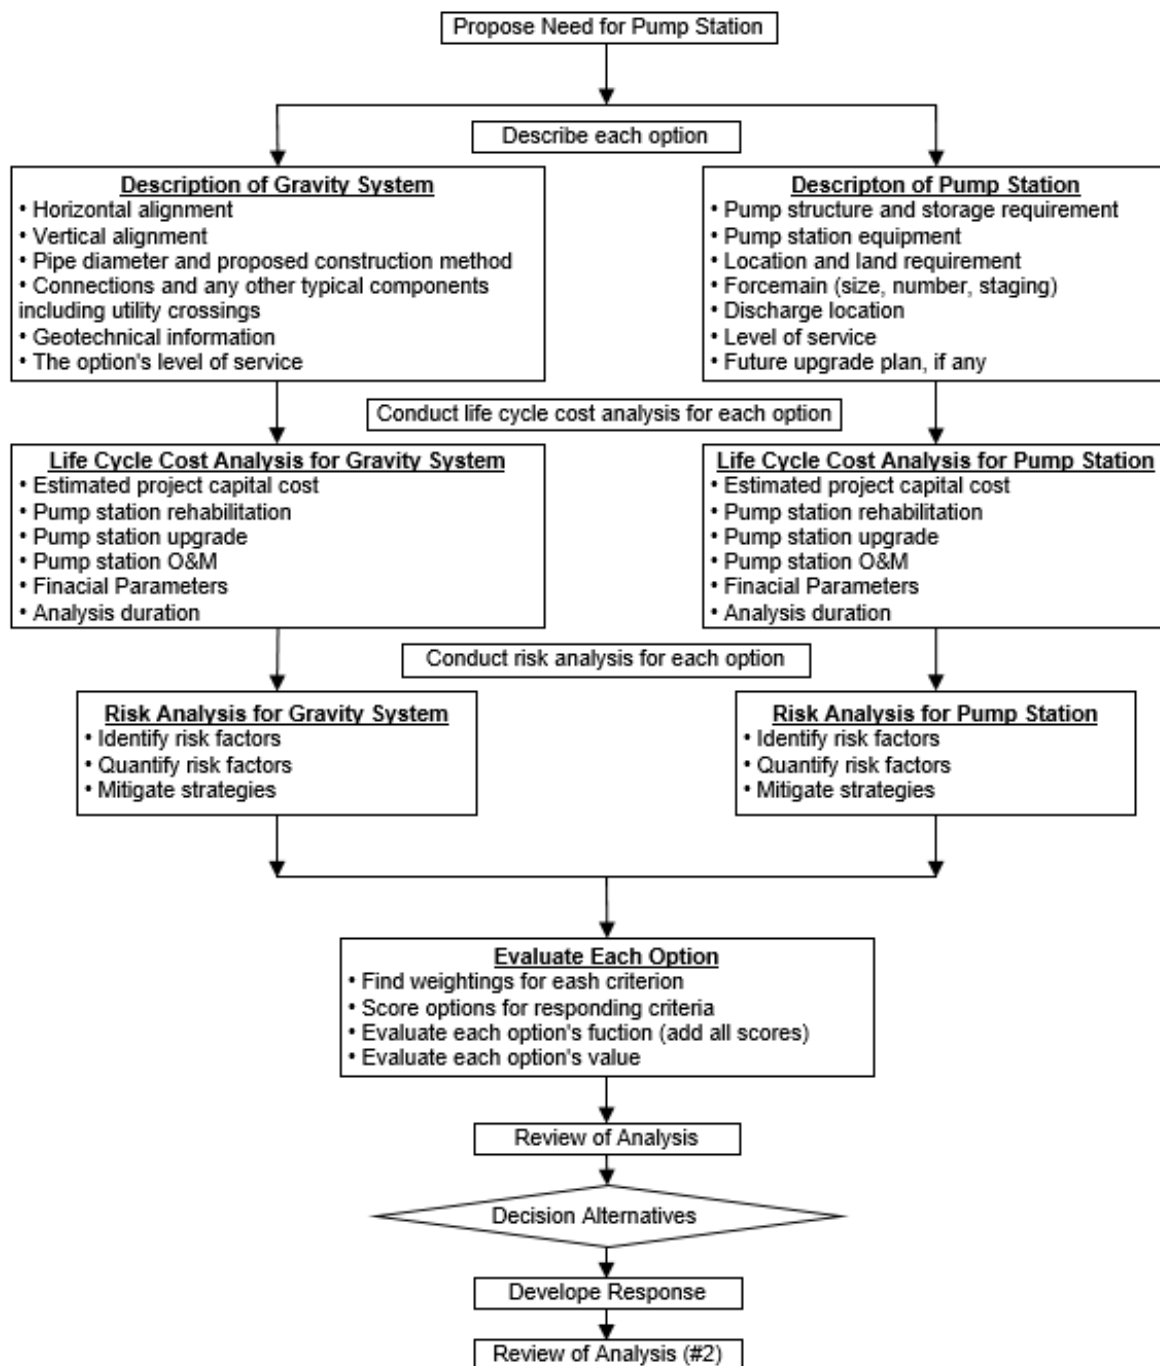 Propose Need for Pump Station
Describe each option
Description of Gravity System
• Horizontal alignment
• Vertical alignment
• Pipe diameter and proposed construction method
• Connections and any other typical components
including utility crossings
• Geotechnical information
• The option's level of service
Descripton of Pump Station
• Pump structure and storage requirement
• Pump station equipment
• Location and land requirement
• Forcemain (size, number, staging)
• Discharge location
• Level of service
• Future upgrade plan, if any
Conduct life cycle cost analysis for each option
Life Cycle Cost Analysis for Gravity System
• Estimated project capital cost
• Pump station rehabilitation
• Pump station upgrade
• Pump station O&M
• Finacial Parameters
• Analysis duration
Life Cycle Cost Analysis for Pump Station
• Estimated project capital cost
• Pump station rehabilitation
• Pump station upgrade
• Pump station O&M
• Finacial Parameters
• Analysis duration
Conduct risk analysis for each option
Risk Analysis for Gravity System
• Identify risk factors
• Quantify risk factors
• Mitigate strategies
Risk Analysis for Pump Station
• Identify risk factors
• Quantify risk factors
• Mitigate strategies
Evaluate Each Option
• Find weightings for eash criterion
• Score options for responding criteria
• Evaluate each option's fuction (add all scores)
• Evaluate each option's value
Review of Analysis
Decision Alternatives
Develope Response
Review of Analysis (#2)